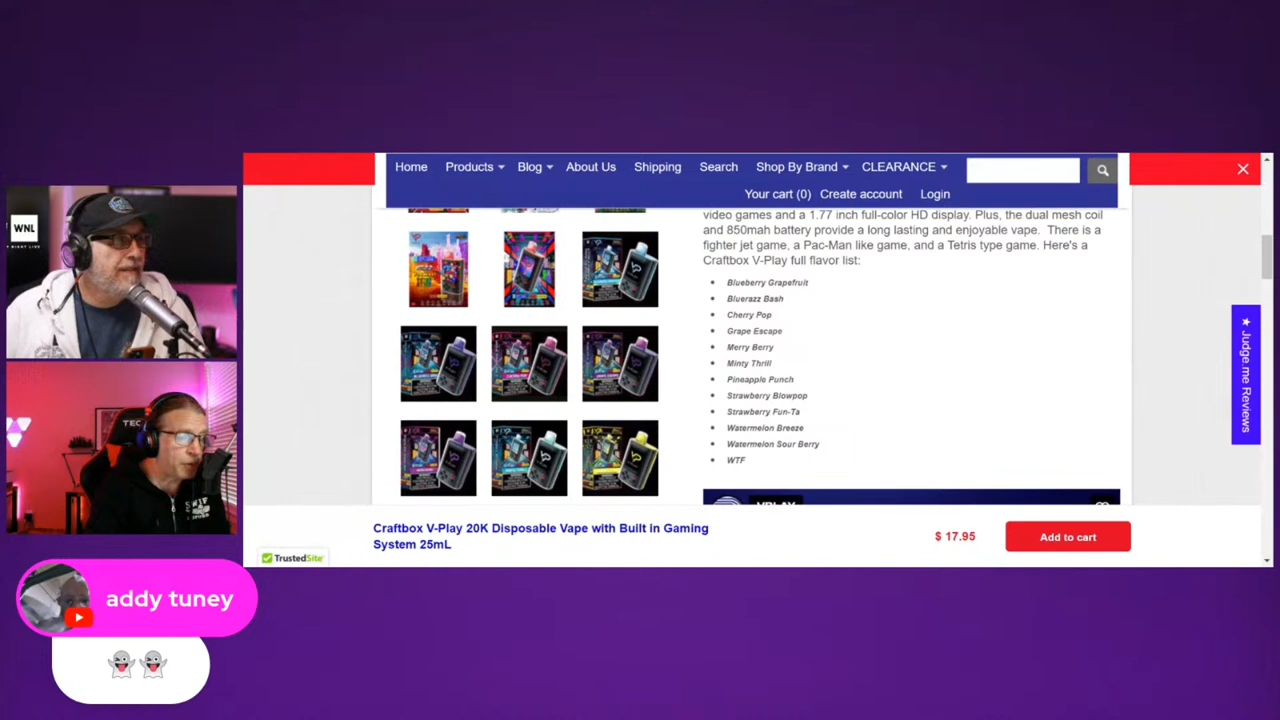 WNL
Home Products Blog About Us Shipping Search Shop By Brand CLEARANCE
Your cart (0) Create account Login
video games and a 1.77 inch full-color HD display. Plus, the dual mesh coil
and 850mah battery provide a long lasting and enjoyable vape.  There is a
fighter jet game, a Pac-Man like game, and a Tetris type game. Here's a
Craftbox V-Play full flavor list:
Blueberry Grapefruit
Bluerazz Bash
Cherry Pop
Grape Escape
Merry Berry
Minty Thrill
Pineapple Punch
Strawberry Blowpop
Strawberry Fun-Ta
Watermelon Breeze
Watermelon Sour Berry
WTF
VPLAY
★ Judge.me Reviews
Craftbox V-Play 20K Disposable Vape with Built in Gaming
System 25mL
$ 17.95
Add to cart
TrustedSite
addy tuney